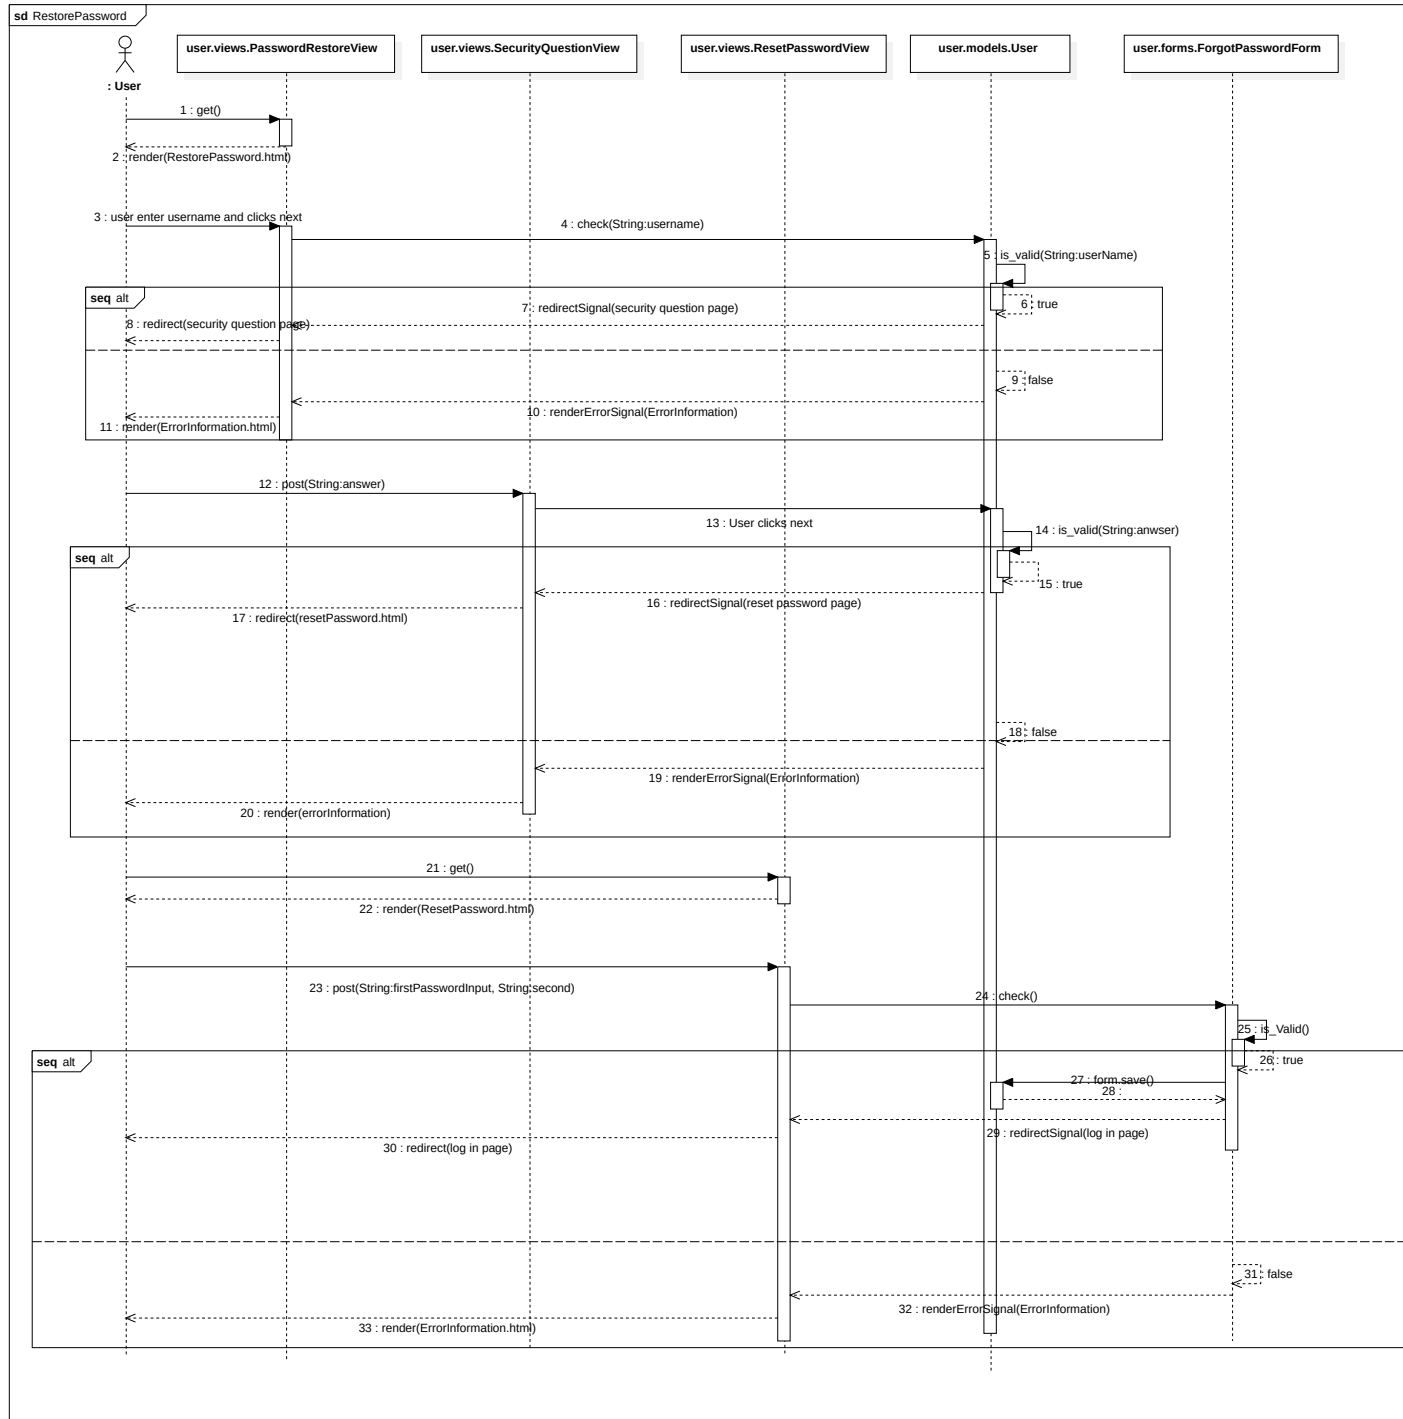 sd RestorePassword
: User
user.views.PasswordRestoreView
user.views.SecurityQuestionView
user.views.ResetPasswordView
user.models.User
user.forms.ForgotPasswordForm
1 : get()
2 : render(RestorePassword.html)
3 : user enter username and clicks next
4 : check(String:username)
5 : is_valid(String:userName)
seq alt
6 : true
7 : redirectSignal(security question page)
8 : redirect(security question page)
9 : false
10 : renderErrorSignal(ErrorInformation)
11 : render(ErrorInformation.html)
12 : post(String:answer)
13 : User clicks next
14 : is_valid(String:anwser)
seq alt
15 : true
16 : redirectSignal(reset password page)
17 : redirect(resetPassword.html)
18 : false
19 : renderErrorSignal(ErrorInformation)
20 : render(errorInformation)
21 : get()
22 : render(ResetPassword.html)
23 : post(String:firstPasswordInput, String:second)
24 : check()
25 : is_Valid()
seq alt
26 : true
27 : form.save()
28 :
29 : redirectSignal(log in page)
30 : redirect(log in page)
31 : false
32 : renderErrorSignal(ErrorInformation)
33 : render(ErrorInformation.html)